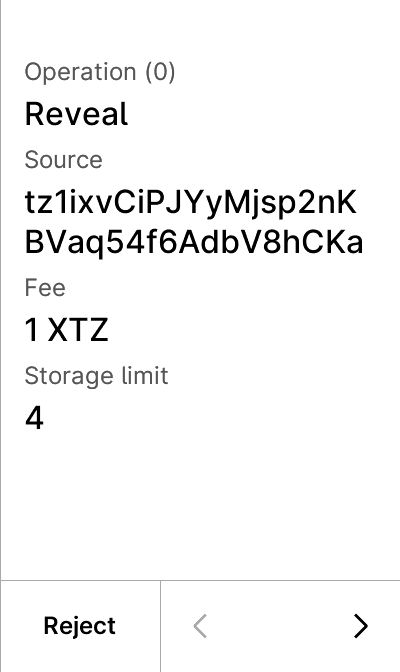 Operation (0)
Reveal
Source
tz1ixvCiPJYyMjsp2nK
BVaq54f6AdbV8hCKa
Fee
1 XTZ
Storage limit
4
Reject